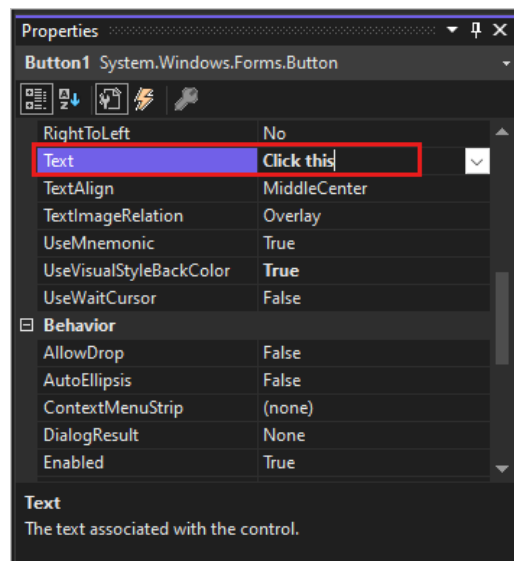 Properties
Button1 System.Windows.Forms.Button
RightToLeft No
Text Click this
TextAlign MiddleCenter
TextImageRelation Overlay
UseMnemonic True
UseVisualStyleBackColor True
UseWaitCursor False
Behavior
AllowDrop False
AutoEllipsis False
ContextMenuStrip (none)
DialogResult None
Enabled True
Text
The text associated with the control.